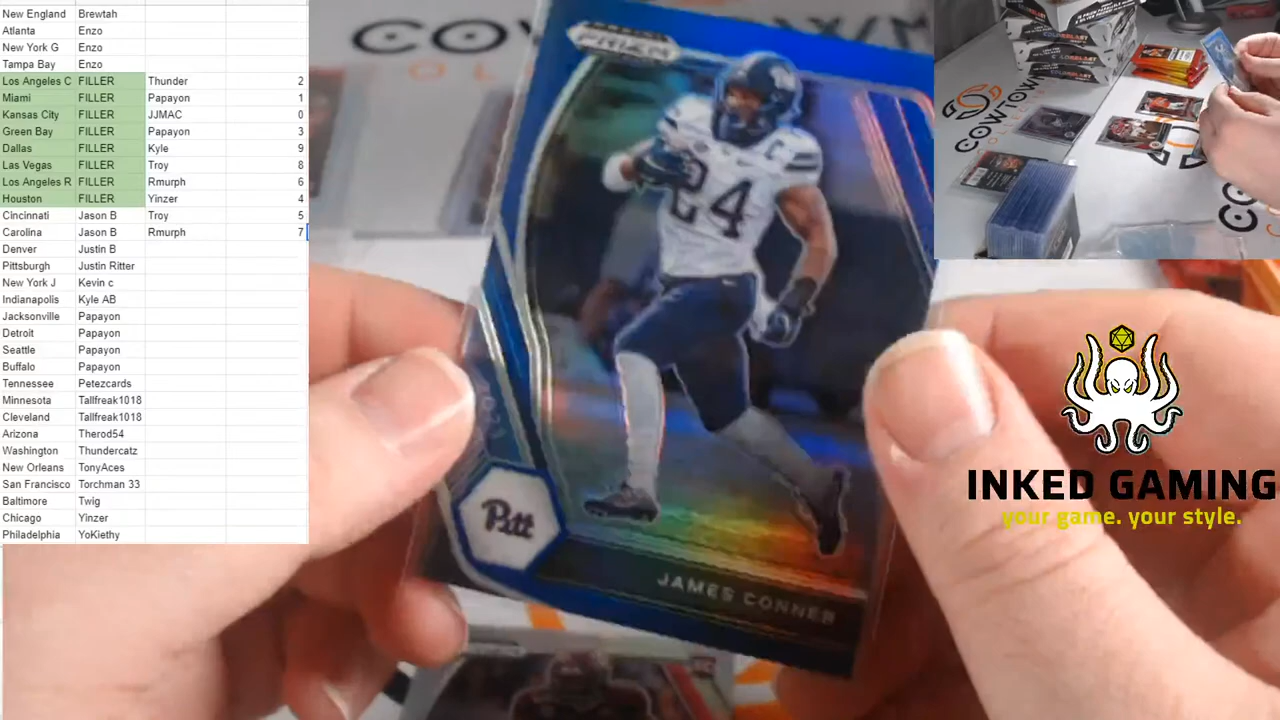 New England Brewtah
Atlanta Enzo
New York G Enzo
Tampa Bay Enzo
Los Angeles C FILLER Thunder 2
Miami FILLER Papayon 1
Kansas City FILLER JJMAC 0
Green Bay FILLER Papayon 3
Dallas FILLER Kyle 9
Las Vegas FILLER Troy 8
Los Angeles R FILLER Rmurph 6
Houston FILLER Yinzer 4
Cincinnati Jason B Troy 5
Carolina Jason B Rmurph 7
Denver Justin B
Pittsburgh Justin Ritter
New York J Kevin c
Indianapolis Kyle AB
Jacksonville Papayon
Detroit Papayon
Seattle Papayon
Buffalo Papayon
Tennessee Petezcards
Minnesota Tallfreak1018
Cleveland Tallfreak1018
Arizona Therod54
Washington Thundercatz
New Orleans TonyAces
San Francisco Torchman 33
Baltimore Twig
Chicago Yinzer
Philadelphia YoKiethy
PRIZM
24
Pitt
JAMES CONNER
COWTOWN
INKED GAMING
your game. your style.